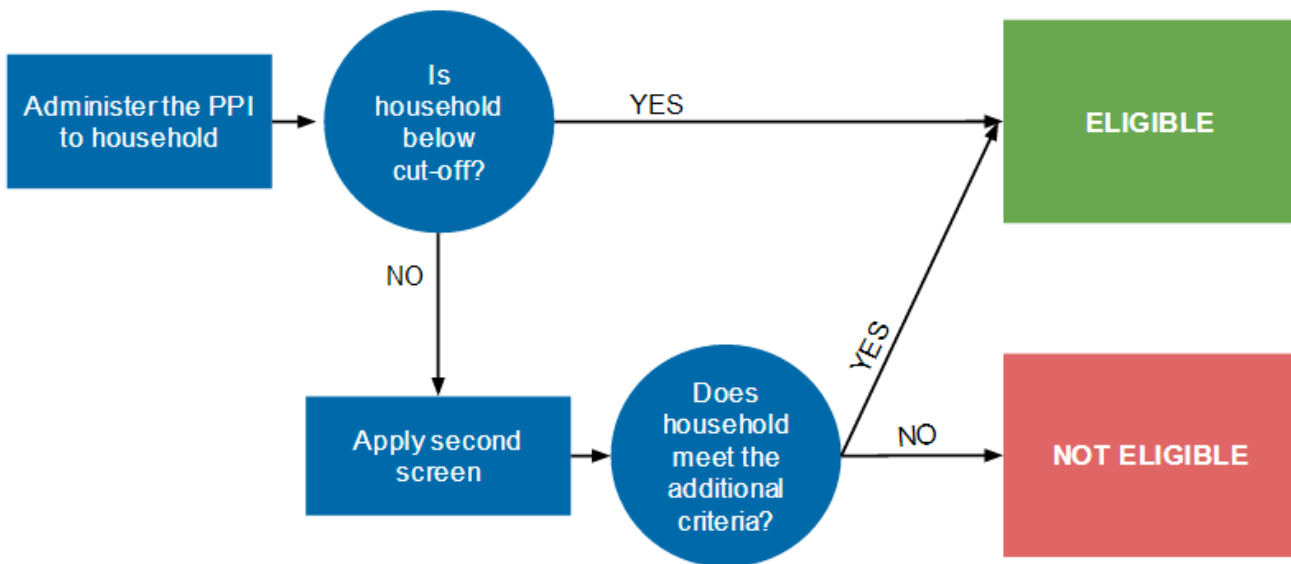 Administer the PPI
to household
Is
household
below
cut-off?
YES
ELIGIBLE
NO
Apply second
screen
Does
household
meet the
additional
criteria?
YES
NO
NOT ELIGIBLE